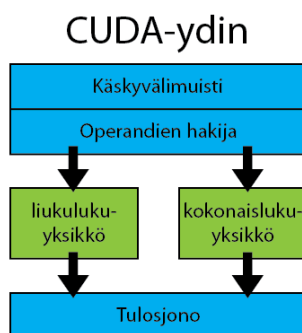 CUDA-ydin
Käskyvälimuisti
Operandien hakija
liukuluku-
yksikkö
kokonaisluku-
yksikkö
Tulosjono